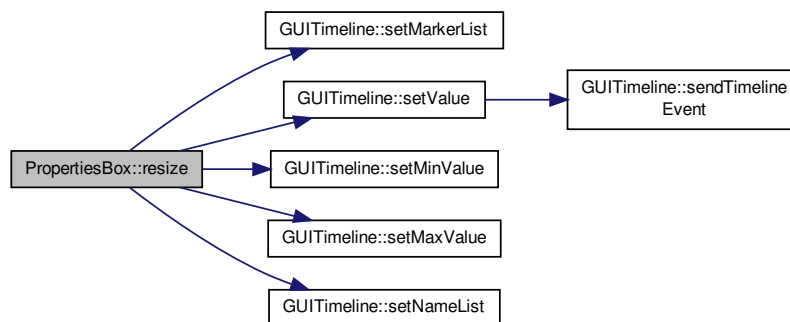 GUITimeline::setMarkerList
GUITimeline::setValue
GUITimeline::sendTimeline
Event
PropertiesBox::resize
GUITimeline::setMinValue
GUITimeline::setMaxValue
GUITimeline::setNameList